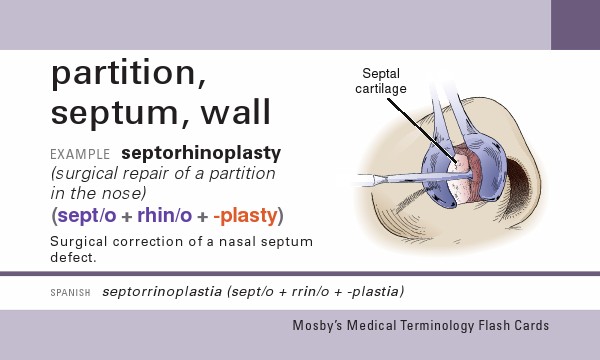 partition,
septum, wall
Septal
cartilage
EXAMPLE septorhinoplasty
(surgical repair of a partition
in the nose)
(sept/o + rhin/o + -plasty)
Surgical correction of a nasal septum
defect.
SPANISH septorrinoplastia (sept/o + rrin/o + -plastia)
Mosby's Medical Terminology Flash Cards